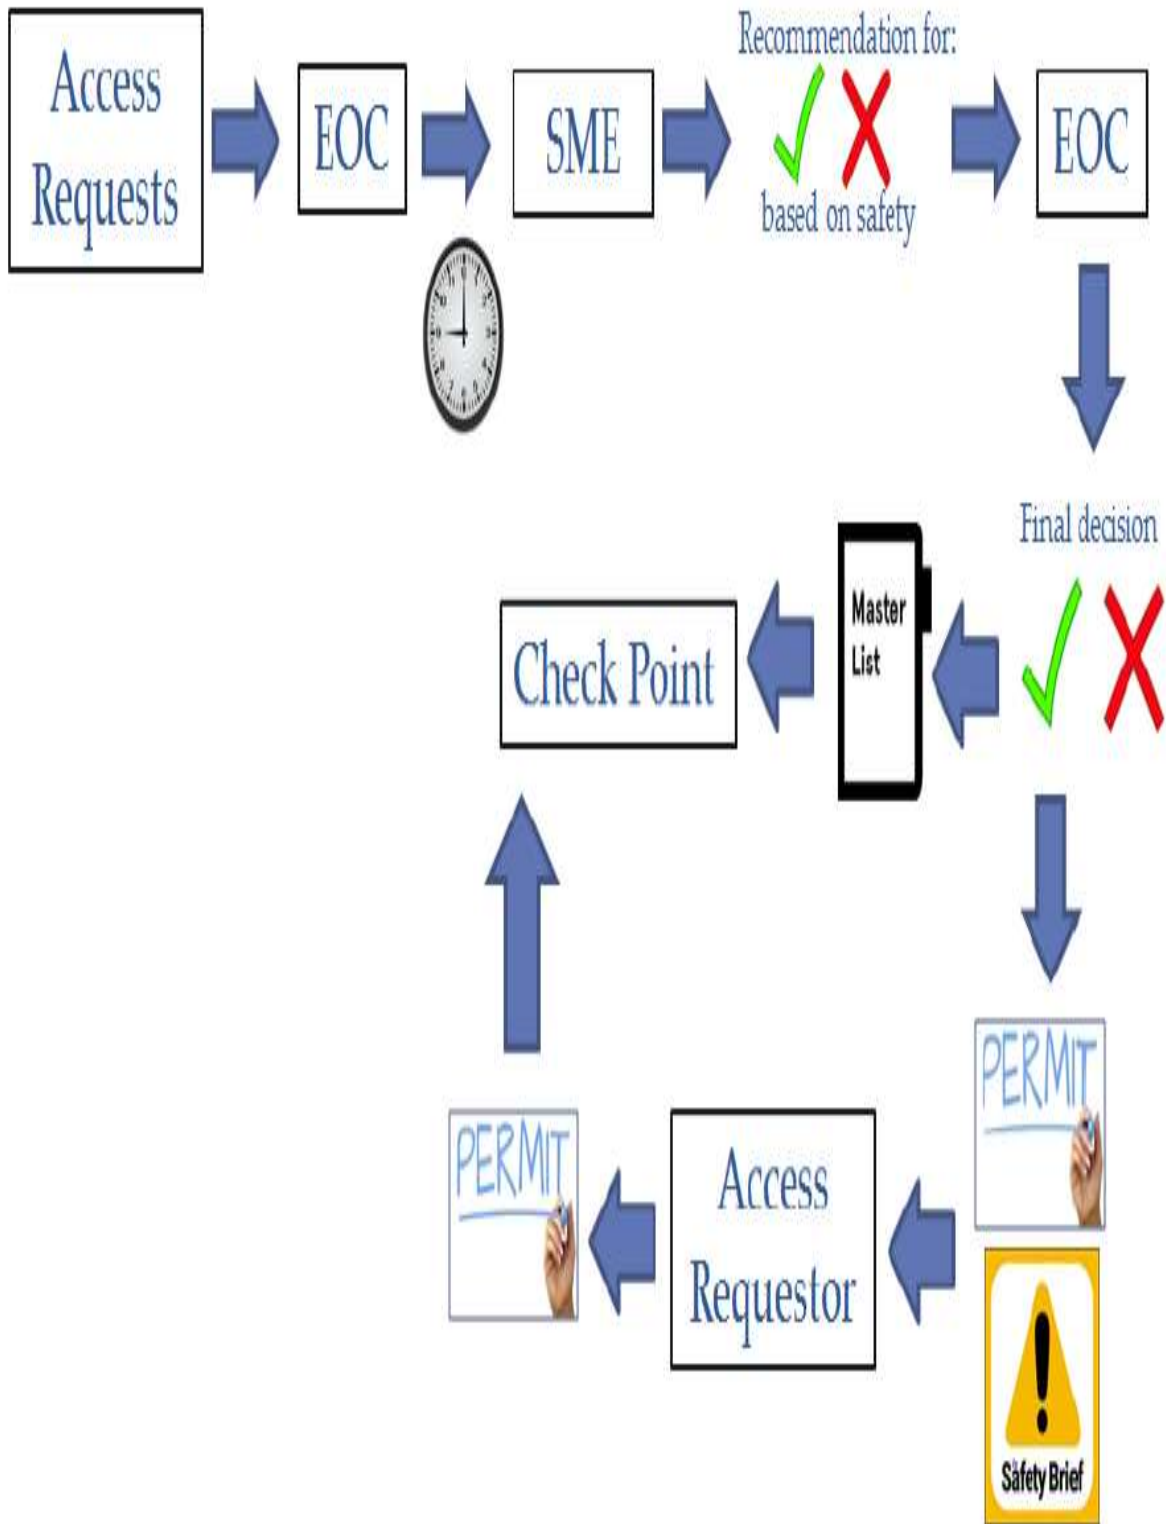 Access
Requests
EOC
SME
Recommendation for:
based on safety
EOC
Final decision
Master
List
Check Point
PERMIT
Safety Brief
Access
Requestor
PERMIT